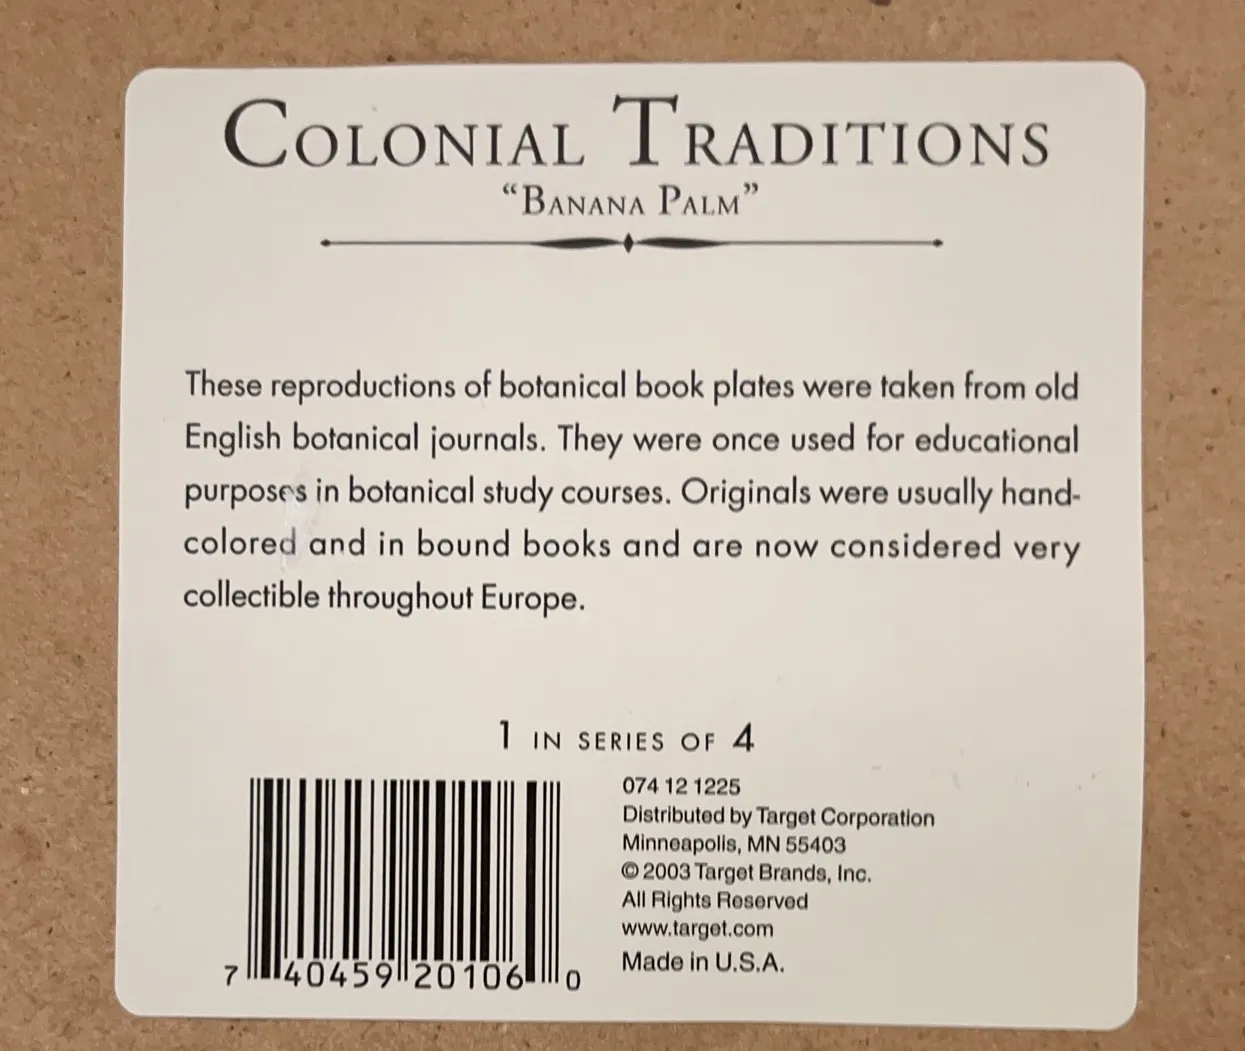 COLONIAL TRADITIONS
“BANANA PALM”
These reproductions of botanical book plates were taken from old
English botanical journals. They were once used for educational
purposes in botanical study courses. Originals were usually hand-
colored and in bound books and are now considered very
collectible throughout Europe.
1 IN SERIES OF 4
074 12 1225
Distributed by Target Corporation
Minneapolis, MN 55403
© 2003 Target Brands, Inc.
All Rights Reserved
www.target.com
Made in U.S.A.
7 40459 20106 0